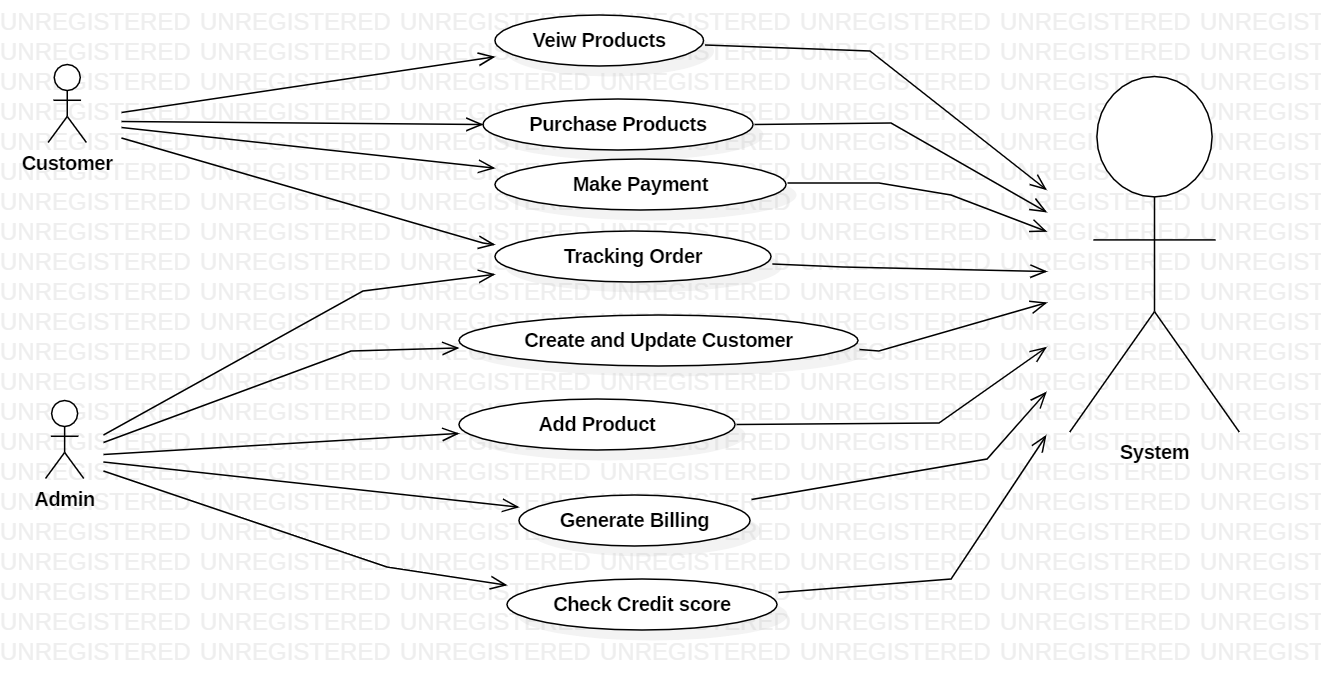 Veiw Products
Purchase Products
Customer
Make Payment
Tracking Order
Create and Update Customer
Add Product
System
Admin
Generate Billing
Check Credit score
UNREGISTERED